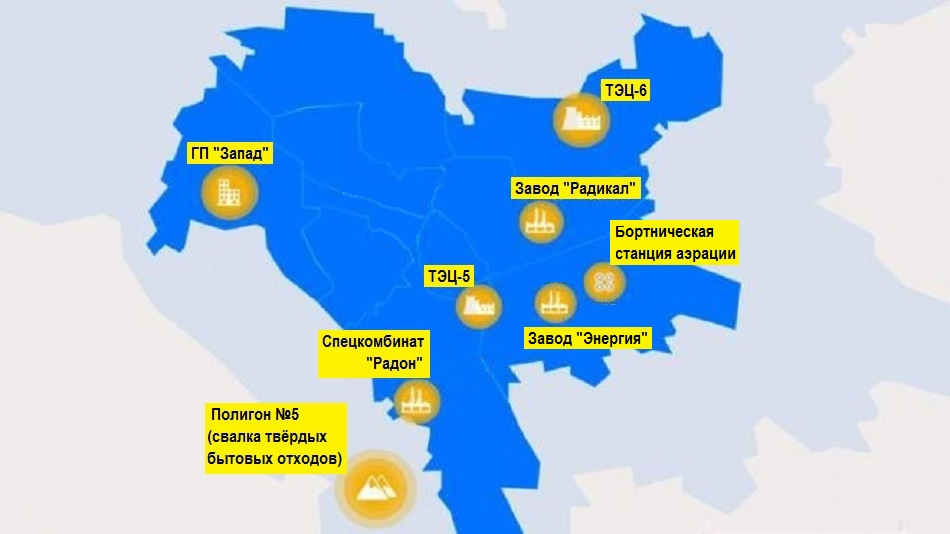 ТЭЦ-6
ГП "Запад"
Завод "Радикал"
Бортническая
станция аэрации
ТЭЦ-5
Завод "Энергия"
Спецкомбинат
"Радон"
Полигон №5
(свалка твёрдых
бытовых отходов)